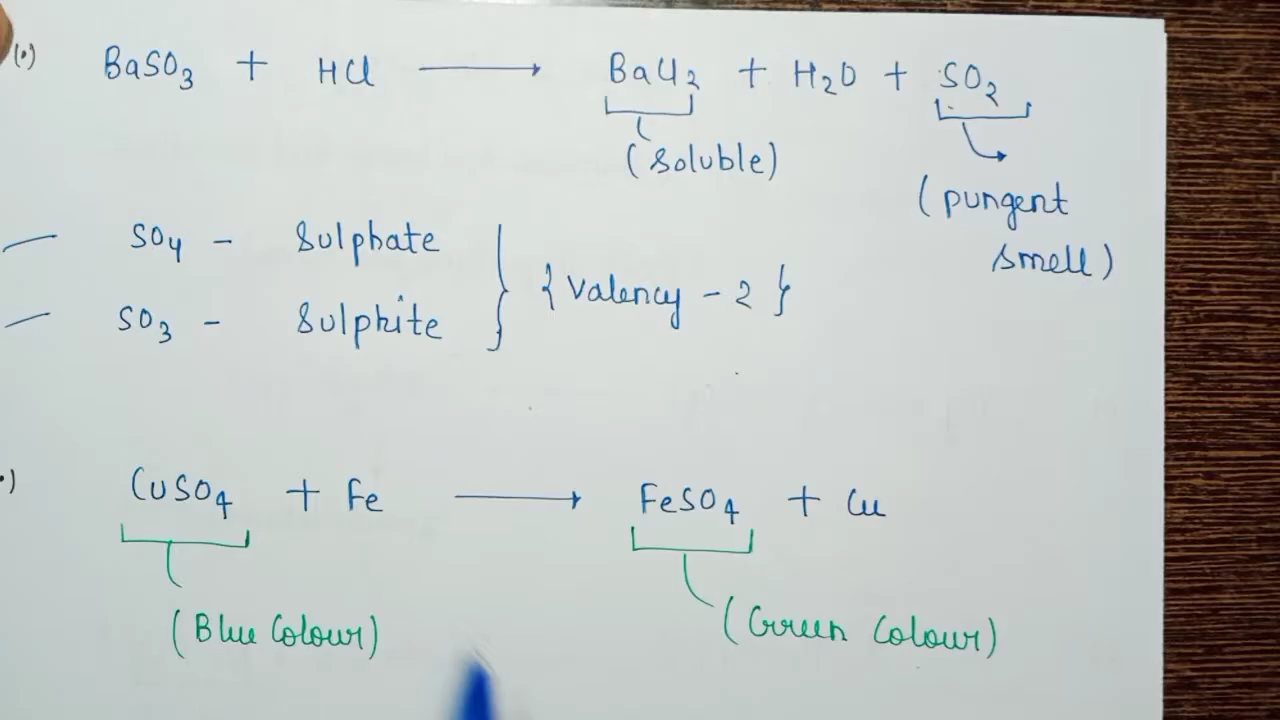 (•) BaSO3 + HCl ⟶ BaCl2 + H2O + SO2
(Soluble)
(pungent
smell)
— SO4 - Sulphate
{Valency - 2}
— SO3 - Sulphite
•) CuSO4 + Fe ⟶ FeSO4 + Cu
(Blue Colour) (Green Colour)